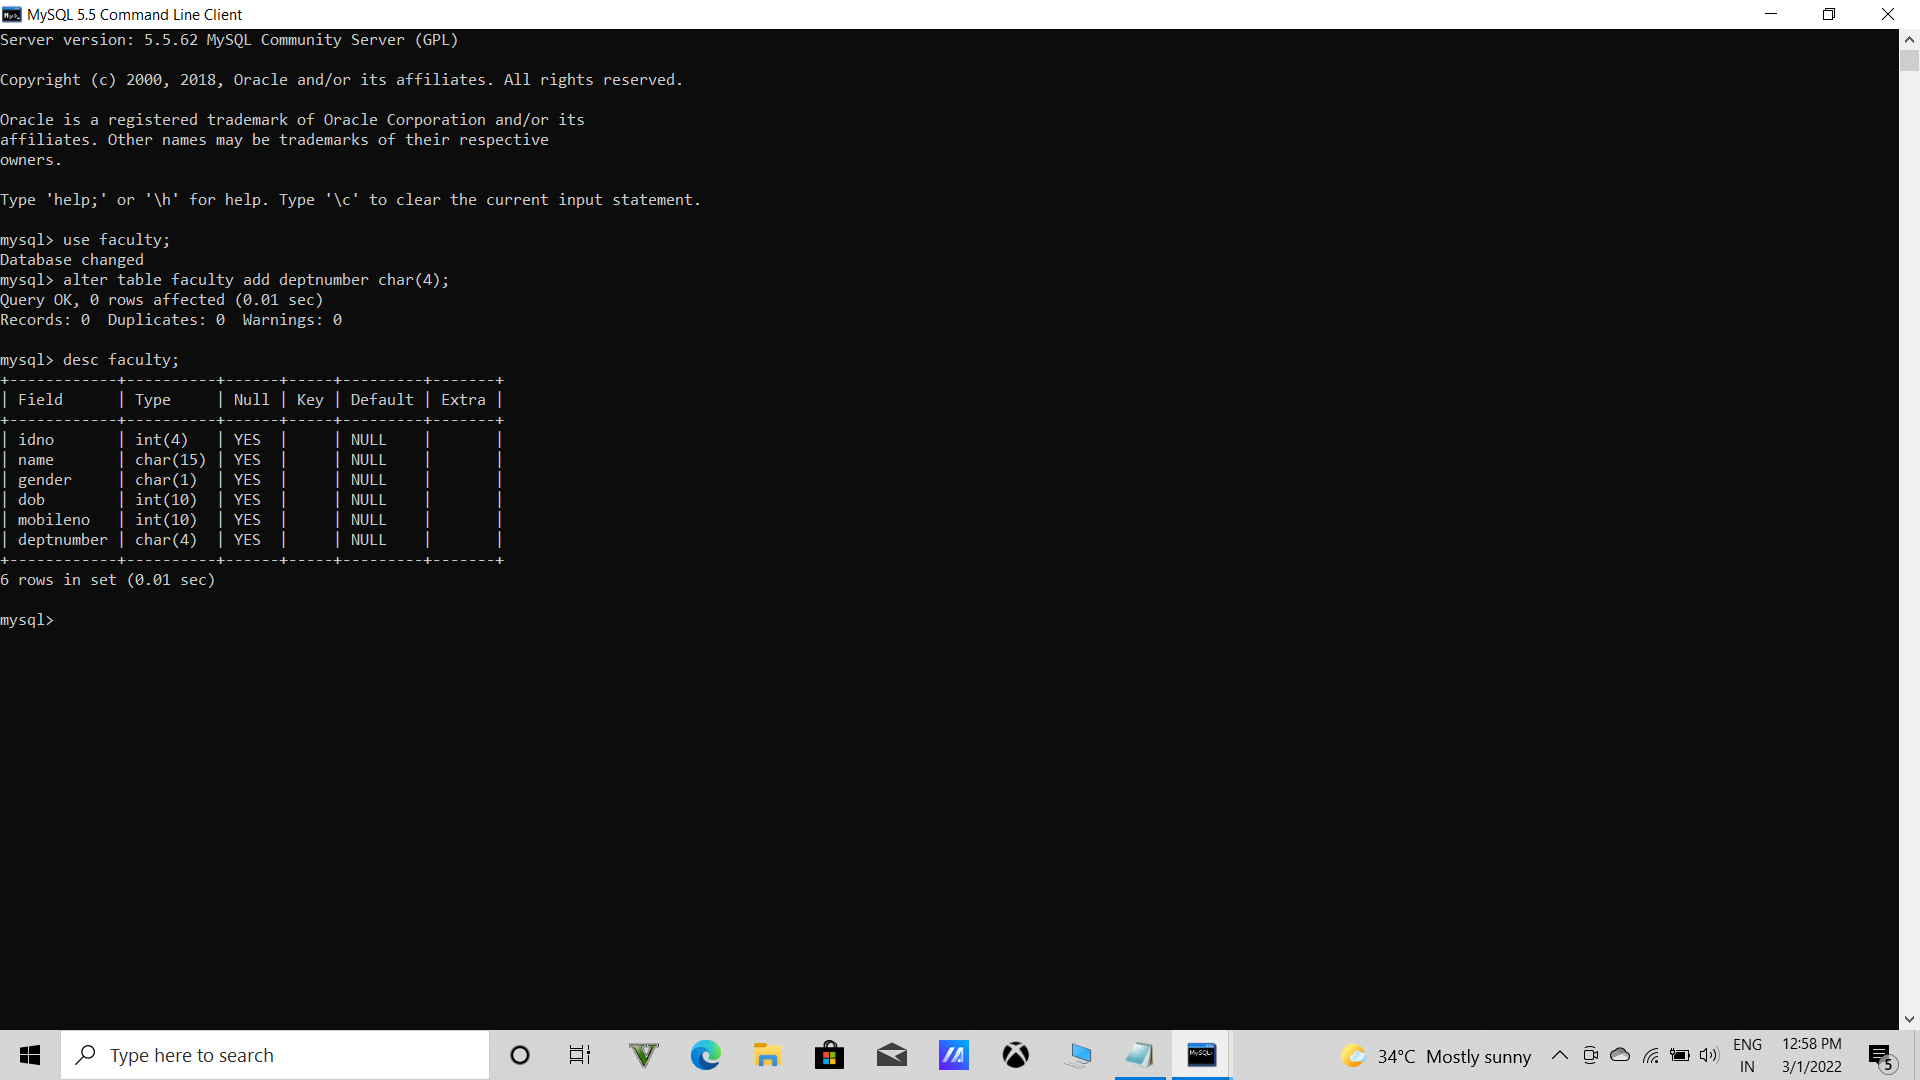 MySQL 5.5 Command Line Client
Server version: 5.5.62 MySQL Community Server (GPL)
Copyright (c) 2000, 2018, Oracle and/or its affiliates. All rights reserved.
Oracle is a registered trademark of Oracle Corporation and/or its
affiliates. Other names may be trademarks of their respective
owners.
Type 'help;' or '\h' for help. Type '\c' to clear the current input statement.
mysql> use faculty;
Database changed
mysql> alter table faculty add deptnumber char(4);
Query OK, 0 rows affected (0.01 sec)
Records: 0  Duplicates: 0  Warnings: 0
mysql> desc faculty;
+------------+----------+------+-----+---------+-------+
| Field      | Type     | Null | Key | Default | Extra |
+------------+----------+------+-----+---------+-------+
| idno       | int(4)   | YES  |     | NULL    |       |
| name       | char(15) | YES  |     | NULL    |       |
| gender     | char(1)  | YES  |     | NULL    |       |
| dob        | int(10)  | YES  |     | NULL    |       |
| mobileno   | int(10)  | YES  |     | NULL    |       |
| deptnumber | char(4)  | YES  |     | NULL    |       |
+------------+----------+------+-----+---------+-------+
6 rows in set (0.01 sec)
mysql>
Type here to search
34°C Mostly sunny
ENG
IN
12:58 PM
3/1/2022
5